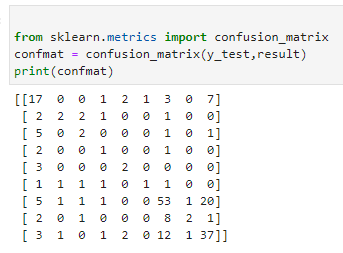 from sklearn.metrics import confusion_matrix
confmat = confusion_matrix(y_test,result)
print(confmat)
[[17  0  0  1  2  1  3  0  7]
 [ 2  2  2  1  0  0  1  0  0]
 [ 5  0  2  0  0  0  1  0  1]
 [ 2  0  0  1  0  0  1  0  0]
 [ 3  0  0  0  2  0  0  0  0]
 [ 1  1  1  1  0  1  1  0  0]
 [ 5  1  1  1  0  0 53  1 20]
 [ 2  0  1  0  0  0  8  2  1]
 [ 3  1  0  1  2  0 12  1 37]]